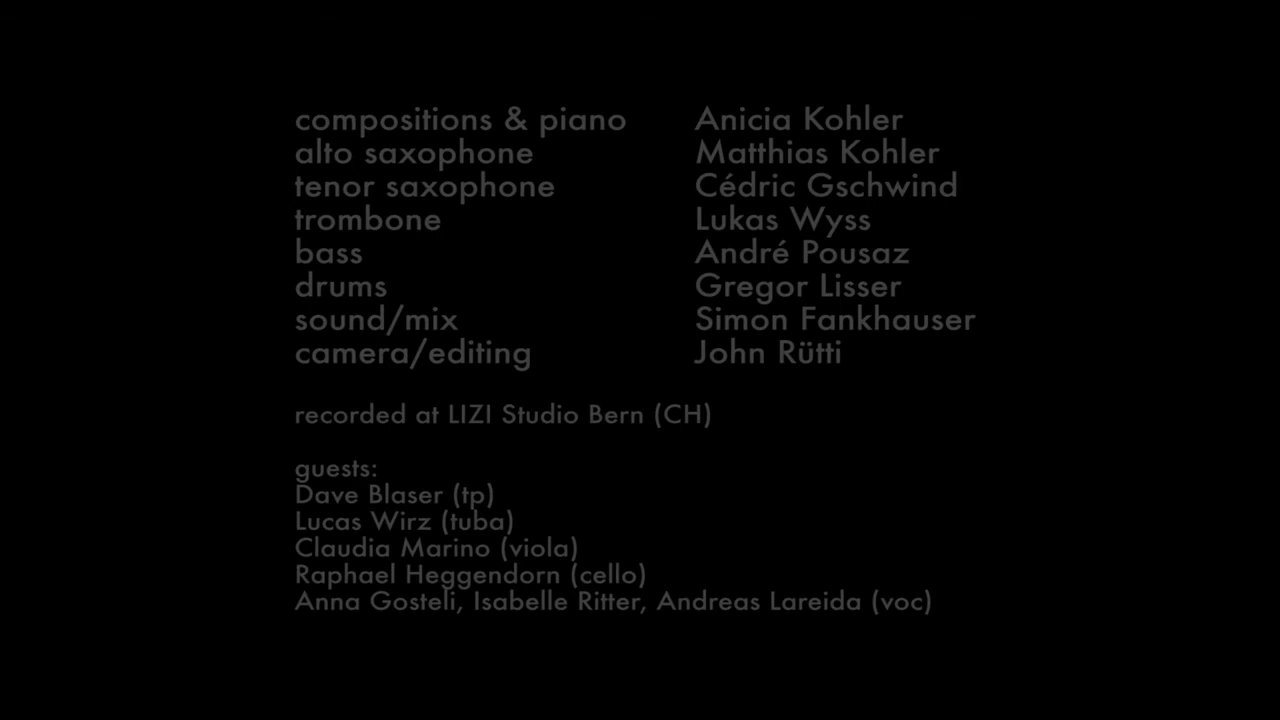 compositions & piano Anicia Kohler
alto saxophone Matthias Kohler
tenor saxophone Cédric Gschwind
trombone Lukas Wyss
bass André Pousaz
drums Gregor Lisser
sound/mix Simon Fankhauser
camera/editing John Rütti
recorded at LIZI Studio Bern (CH)
guests:
Dave Blaser (tp)
Lucas Wirz (tuba)
Claudia Marino (viola)
Raphael Heggendorn (cello)
Anna Gosteli, Isabelle Ritter, Andreas Lareida (voc)